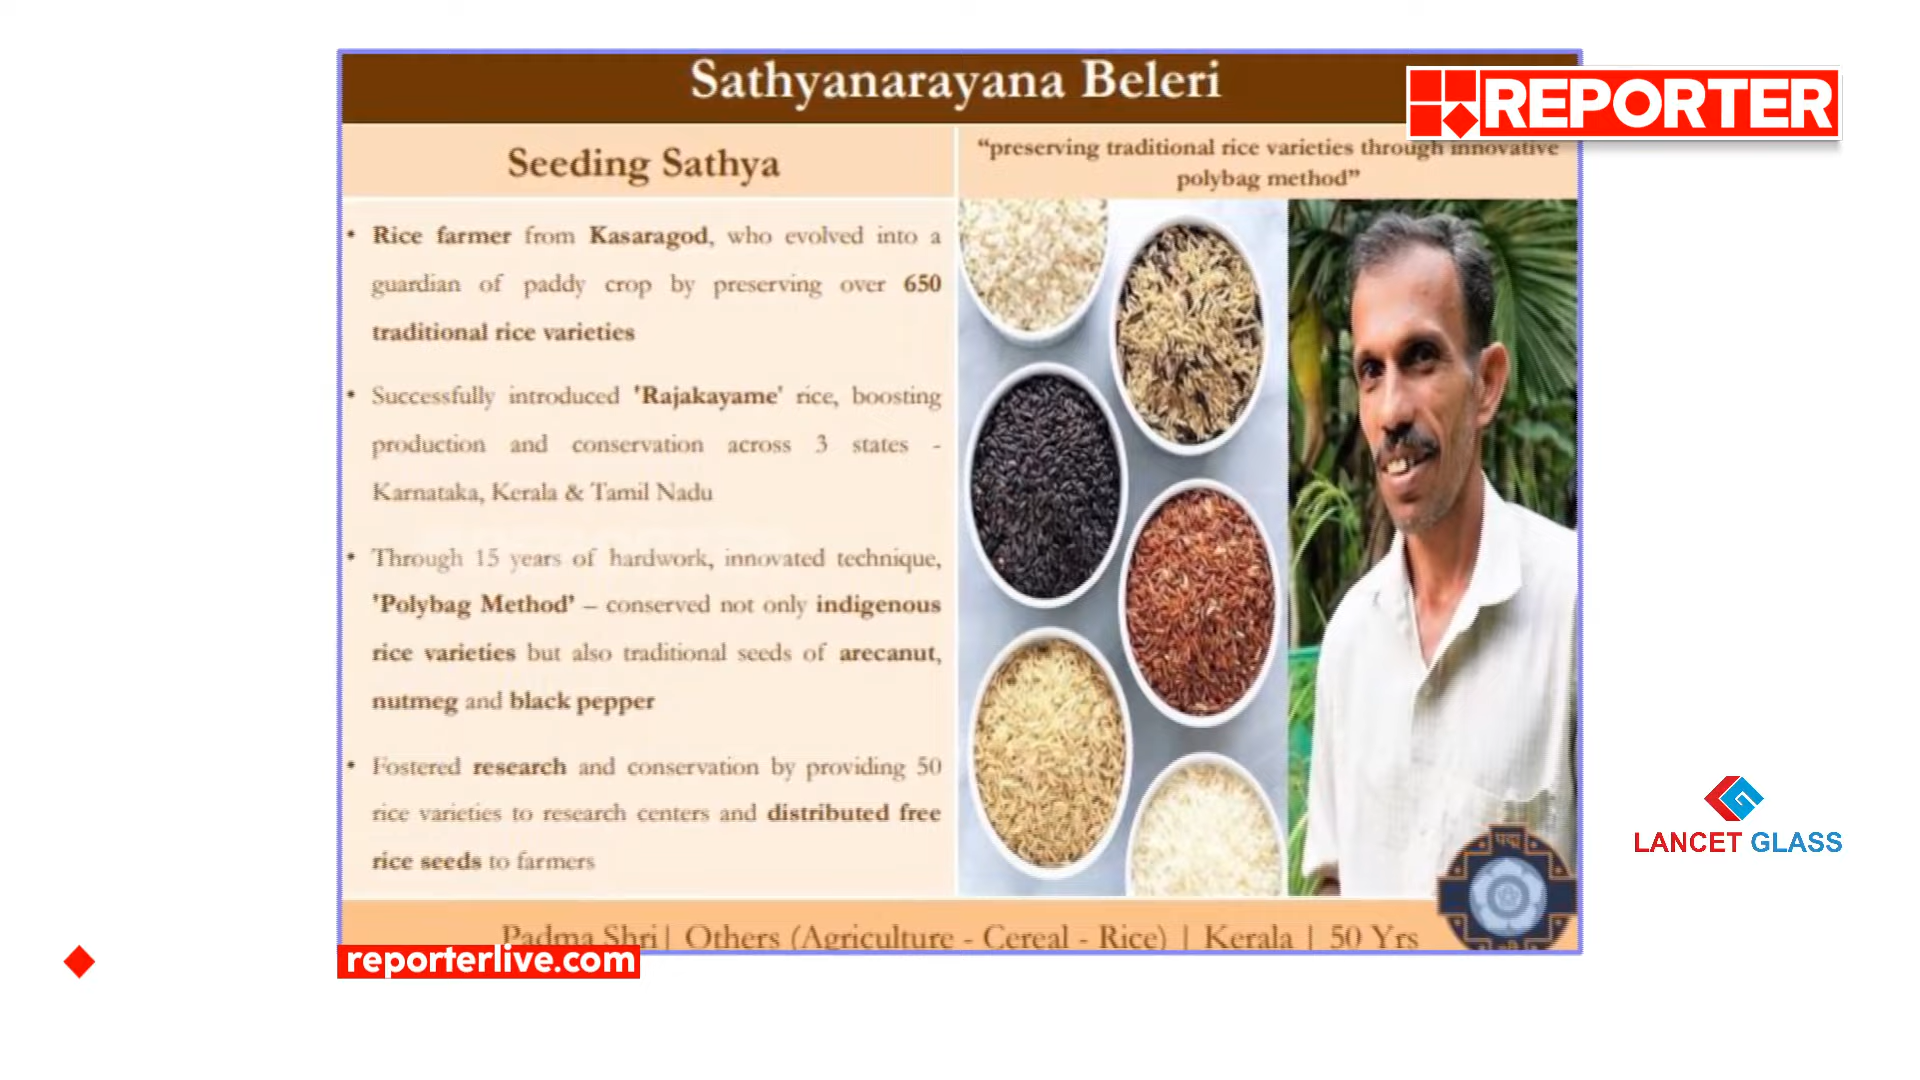 Sathyanarayana Beleri
REPORTER
Seeding Sathya
“preserving traditional rice varieties through innovative
polybag method”
• Rice farmer from Kasaragod, who evolved into a
guardian of paddy crop by preserving over 650
traditional rice varieties
• Successfully introduced 'Rajakayame' rice, boosting
production and conservation across 3 states -
Karnataka, Kerala & Tamil Nadu
• Through 15 years of hardwork, innovated technique,
'Polybag Method' – conserved not only indigenous
rice varieties but also traditional seeds of arecanut,
nutmeg and black pepper
• Fostered research and conservation by providing 50
rice varieties to research centers and distributed free
rice seeds to farmers
पद्म
श्री
LANCET GLASS
Padma Shri| Others (Agriculture - Cereal - Rice) | Kerala | 50 Yrs
reporterlive.com